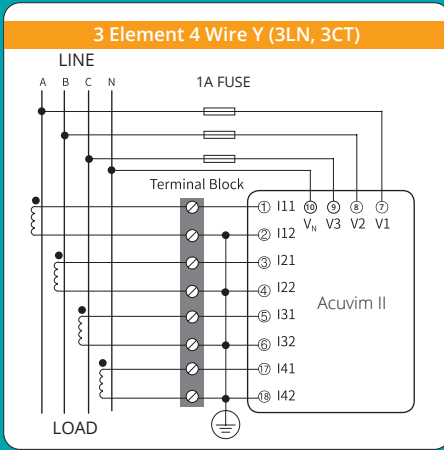 3 Element 4 Wire Y (3LN, 3CT)
LINE
A B C N
1A FUSE
Terminal Block
10 9 8 7
VN V3 V2 V1
1 I11
2 I12
3 I21
4 I22
5 I31
6 I32
17 I41
18 I42
Acuvim II
LOAD